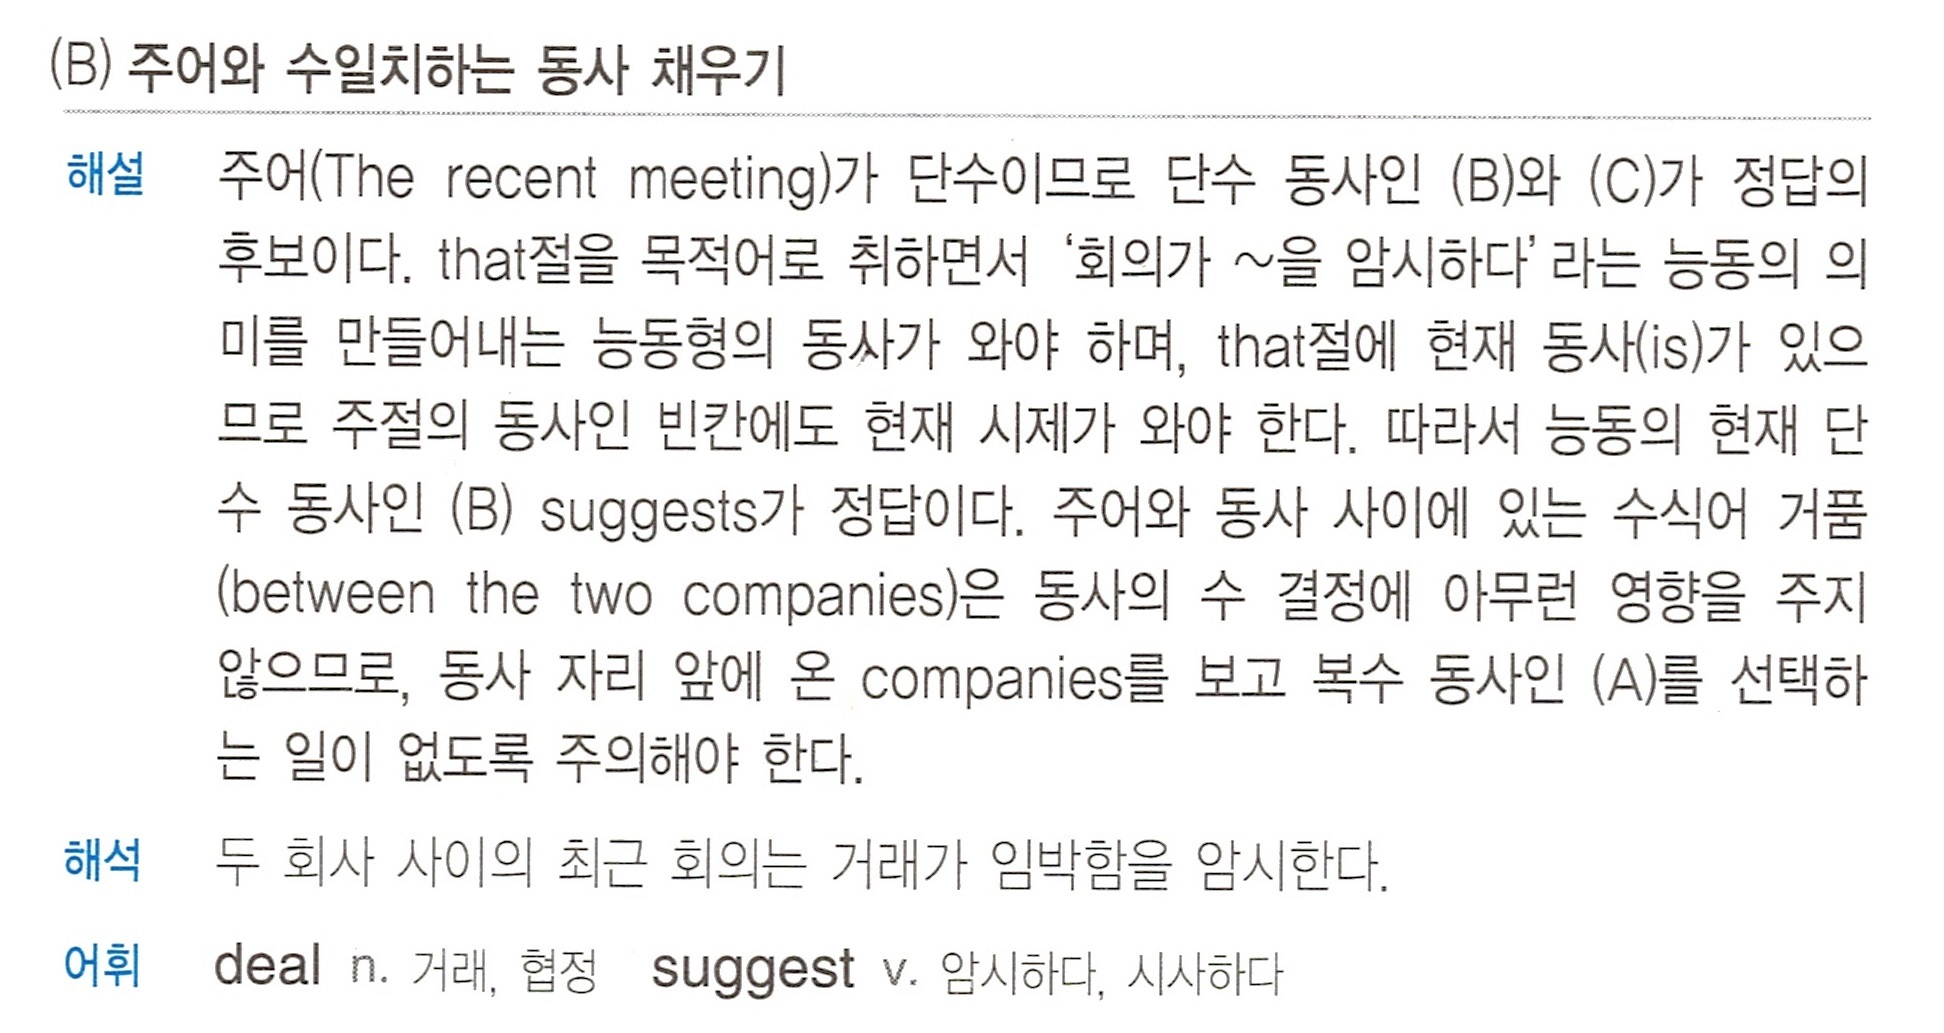 (B) 주어와 수일치하는 동사 채우기
해설 주어(The recent meeting)가 단수이므로 단수 동사인 (B)와 (C)가 정답의
후보이다. that절을 목적어로 취하면서 ‘회의가 ~을 암시하다’라는 능동의 의
미를 만들어내는 능동형의 동사가 와야 하며, that절에 현재 동사(is)가 있으
므로 주절의 동사인 빈칸에도 현재 시제가 와야 한다. 따라서 능동의 현재 단
수 동사인 (B) suggests가 정답이다. 주어와 동사 사이에 있는 수식어 거품
(between the two companies)은 동사의 수 결정에 아무런 영향을 주지
않으므로, 동사 자리 앞에 온 companies를 보고 복수 동사인 (A)를 선택하
는 일이 없도록 주의해야 한다.
해석 두 회사 사이의 최근 회의는 거래가 임박함을 암시한다.
어휘 deal n. 거래, 협정 suggest v. 암시하다, 시사하다